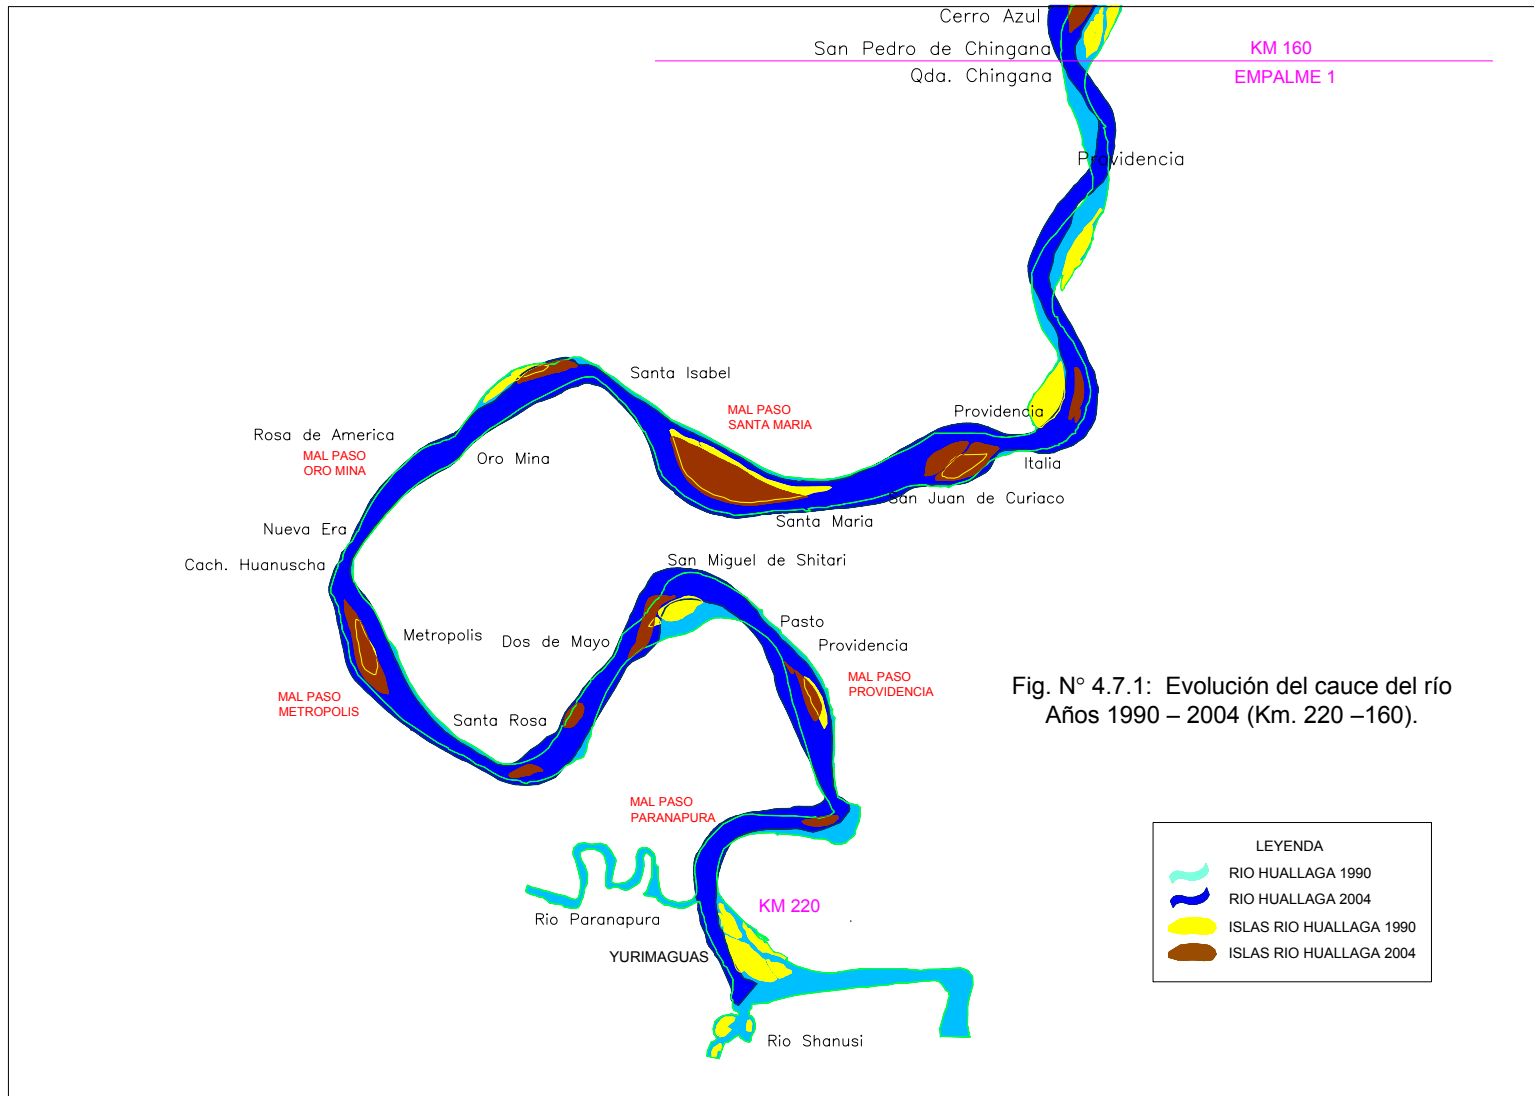 Cerro Azul
San Pedro de Chingana
KM 160
Qda. Chingana
EMPALME 1
Providencia
Santa Isabel
MAL PASO
SANTA MARIA
Providencia
Rosa de America
MAL PASO
ORO MINA
Oro Mina
Italia
San Juan de Curiaco
Santa Maria
Nueva Era
Cach. Huanuscha
San Miguel de Shitari
Pasto
Metropolis
Dos de Mayo
Providencia
MAL PASO
PROVIDENCIA
MAL PASO
METROPOLIS
Santa Rosa
Fig. N° 4.7.1: Evolución del cauce del río
Años 1990 – 2004 (Km. 220 –160).
MAL PASO
PARANAPURA
Rio Paranapura
KM 220
YURIMAGUAS
Rio Shanusi
LEYENDA
RIO HUALLAGA 1990
RIO HUALLAGA 2004
ISLAS RIO HUALLAGA 1990
ISLAS RIO HUALLAGA 2004